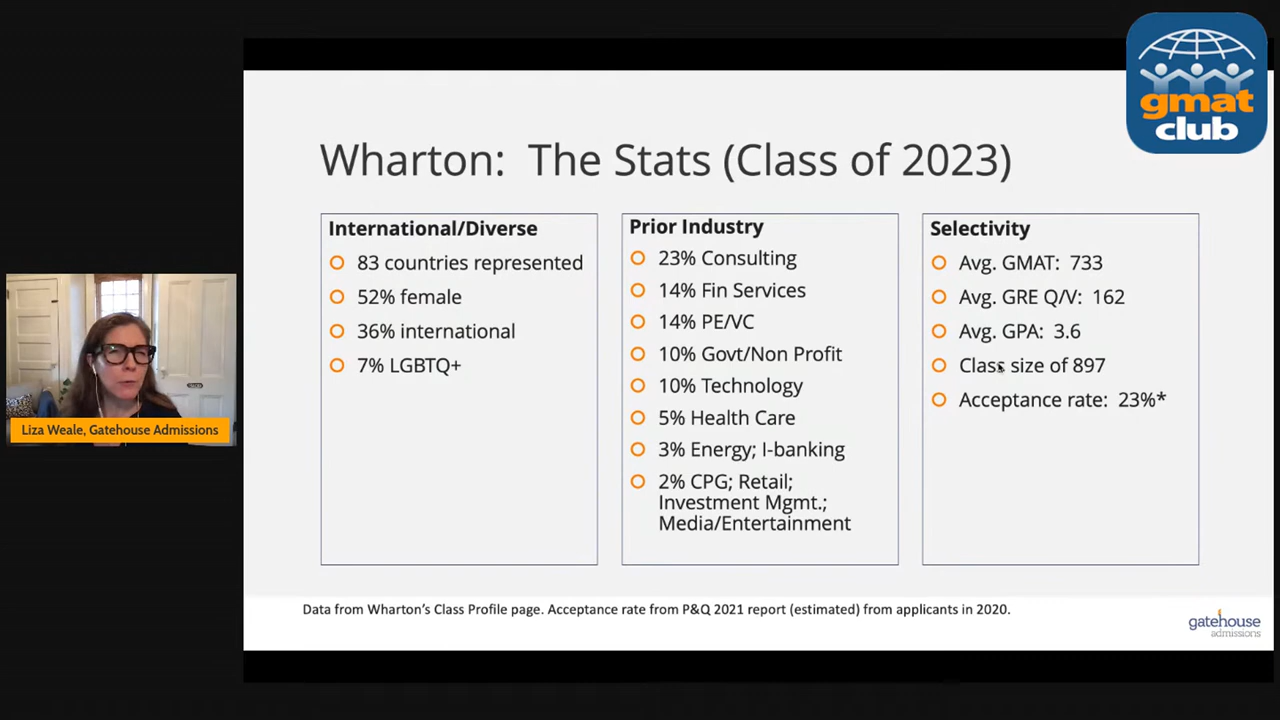 gmat
club
Wharton:  The Stats (Class of 2023)
International/Diverse
83 countries represented
52% female
36% international
7% LGBTQ+
Prior Industry
23% Consulting
14% Fin Services
14% PE/VC
10% Govt/Non Profit
10% Technology
5% Health Care
3% Energy; I-banking
2% CPG; Retail;
Investment Mgmt.;
Media/Entertainment
Selectivity
Avg. GMAT:  733
Avg. GRE Q/V:  162
Avg. GPA:  3.6
Class size of 897
Acceptance rate:  23%*
Liza Weale, Gatehouse Admissions
Data from Wharton's Class Profile page. Acceptance rate from P&Q 2021 report (estimated) from applicants in 2020.
gatehouse
admissions